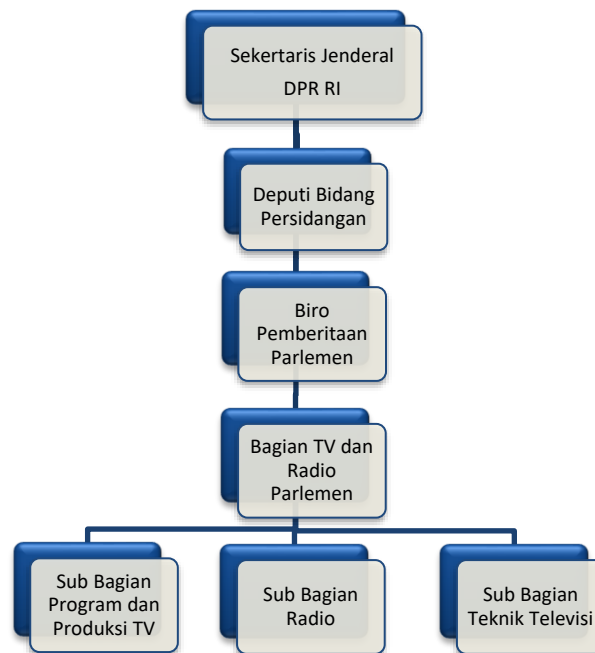 Sekertaris Jenderal
DPR RI
Deputi Bidang
Persidangan
Biro
Pemberitaan
Parlemen
Bagian TV dan
Radio
Parlemen
Sub Bagian
Program dan
Produksi TV
Sub Bagian
Radio
Sub Bagian
Teknik Televisi